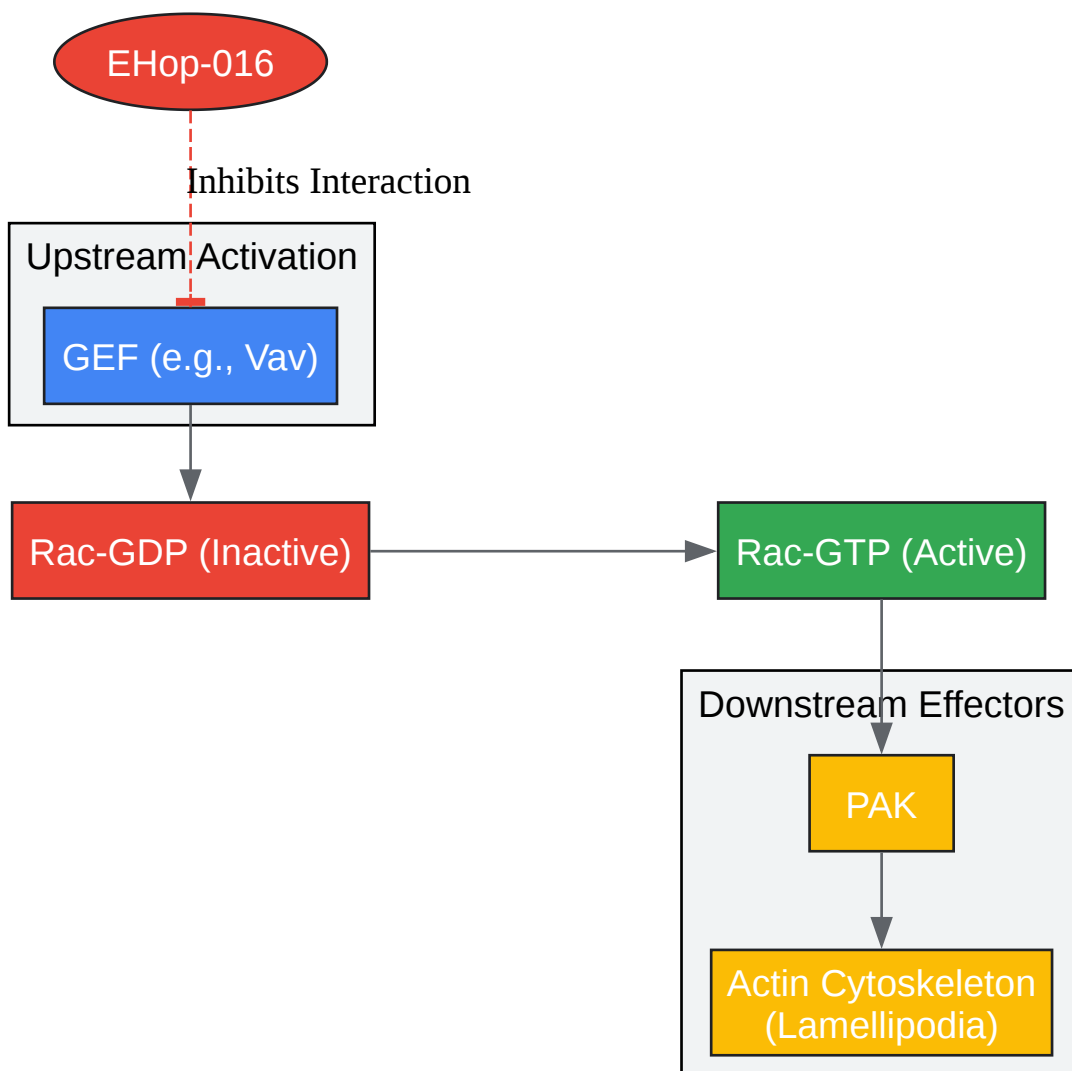 EHop-016
Inhibits Interaction
Upstream Activation
GEF (e.g., Vav)
Rac-GDP (Inactive)
Rac-GTP (Active)
Downstream Effectors
PAK
Actin Cytoskeleton
(Lamellipodia)